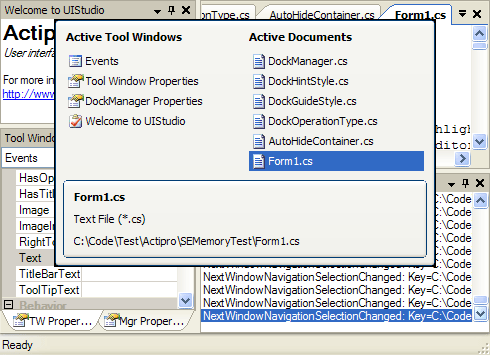 Welcome to UIStudio
onType.cs
AutoHideContainer.cs
Form1.cs
Actip
User interfa
For more in
http://www
Active Tool Windows
Events
Tool Window Properties
DockManager Properties
Welcome to UIStudio
Active Documents
DockManager.cs
DockHintStyle.cs
DockGuideStyle.cs
DockOperationType.cs
AutoHideContainer.cs
Form1.cs
hlight
ditor.
Form1.cs
Text File (*.cs)
C:\Code\Test\Actipro\SEMemoryTest\Form1.cs
Tool Windo
Events
HasOp
HasTitl
Image
ImageIn
RightTo
Text
TitleBarText
ToolTipText
Behavior
TW Proper...
Mgr Proper...
C:\Code
C:\Code
C:\Code
C:\Code
NextWindowNavigationSelectionChanged: Key=C:\Code
NextWindowNavigationSelectionChanged: Key=C:\Code
NextWindowNavigationSelectionChanged: Key=C:\Code
NextWindowNavigationSelectionChanged: Key=C:\Code
Ready